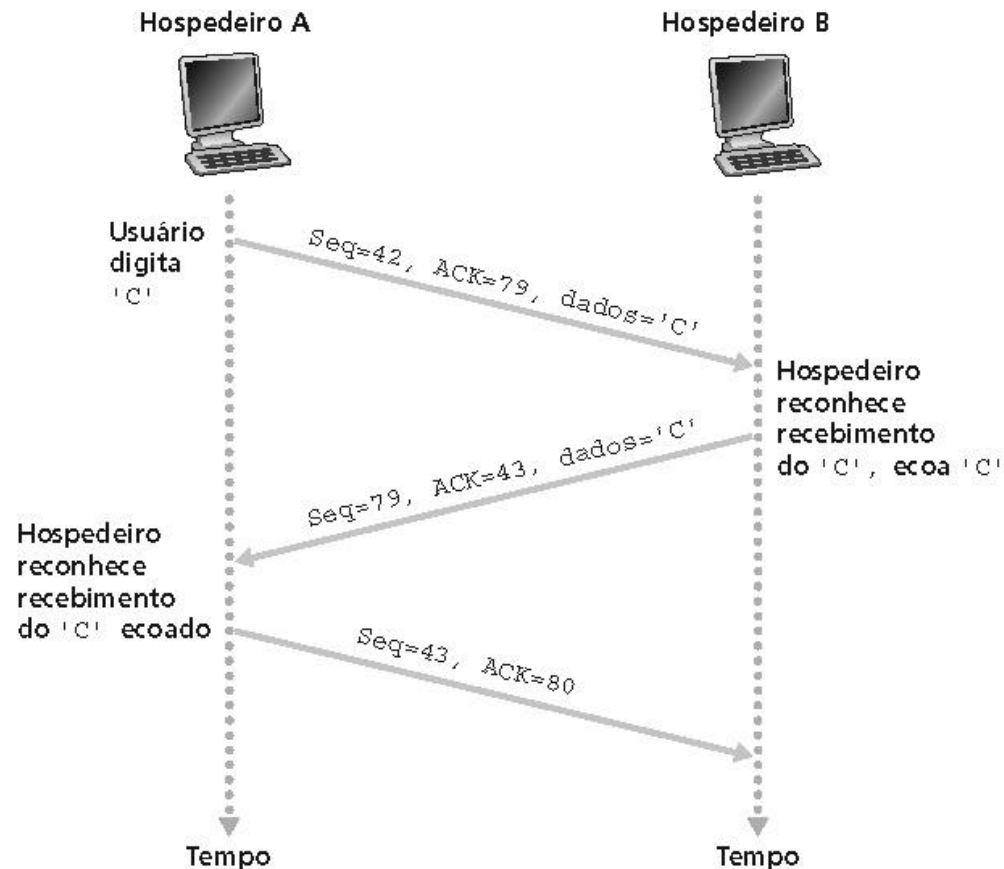 Hospedeiro A
Hospedeiro B
Usuário
digita
'C'
Seq=42, ACK=79, dados='C'
Hospedeiro
reconhece
recebimento
do 'C', ecoa 'C'
Seq=79, ACK=43, dados='C'
Hospedeiro
reconhece
recebimento
do 'C' ecoado
Seq=43, ACK=80
Tempo
Tempo